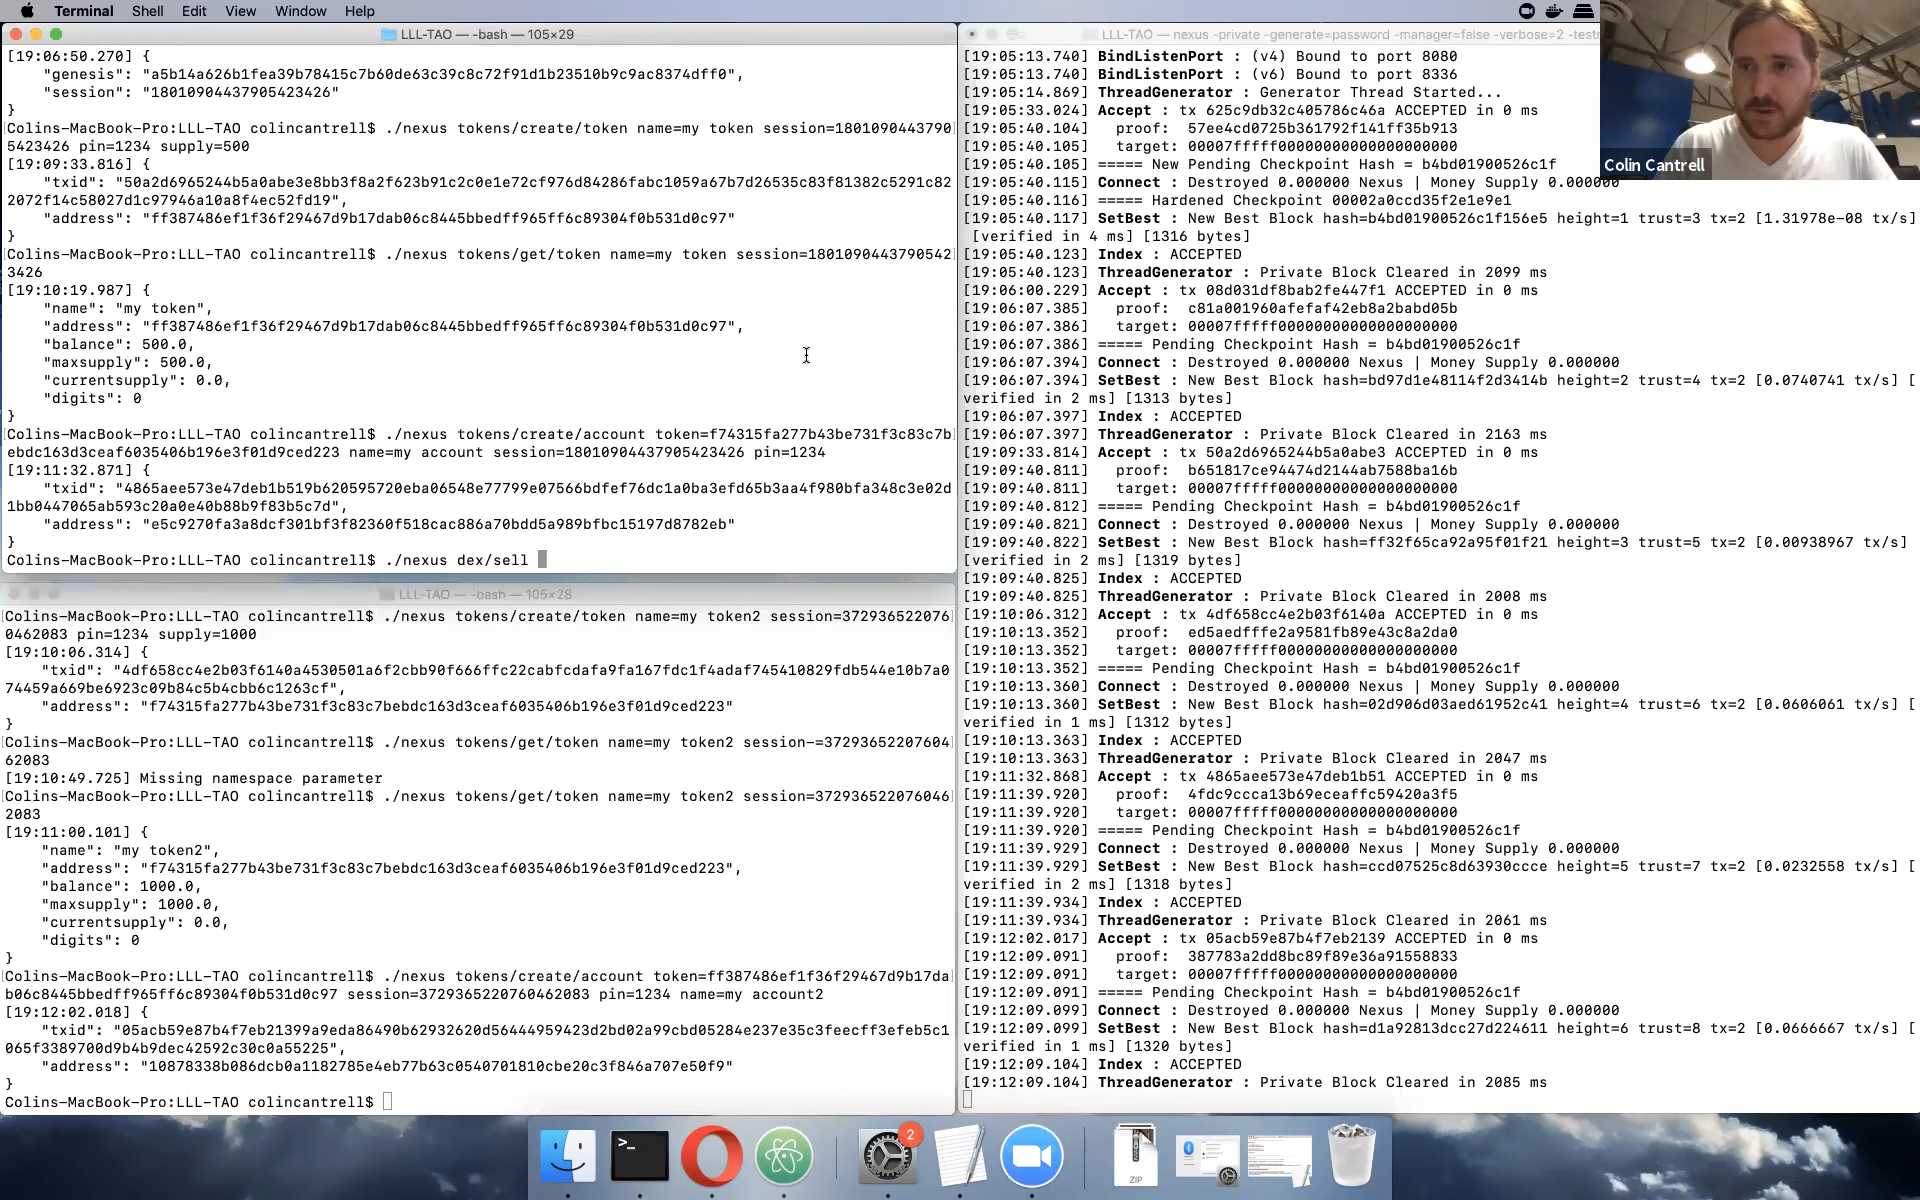 Terminal Shell Edit View Window Help
LLL-TAO — -bash — 105×29
[19:06:50.270] {
"genesis": "a5b14a626b1fea39b78415c7b60de63c39c8c72f91d1b23510b9c9ac8374dff0",
"session": "18010904437905423426"
}
Colins-MacBook-Pro:LLL-TAO colincantrell$ ./nexus tokens/create/token name=my token session=1801090443790
5423426 pin=1234 supply=500
[19:09:33.816] {
"txid": "50a2d6965244b5a0abe3e8bb3f8a2f623b91c2c0e1e72cf976d84286fabc1059a67b7d26535c83f81382c5291c82
2072f14c58027d1c97946a10a8f4ec52fd19",
"address": "ff387486ef1f36f29467d9b17dab06c8445bbedff965ff6c89304f0b531d0c97"
}
Colins-MacBook-Pro:LLL-TAO colincantrell$ ./nexus tokens/get/token name=my token session=1801090443790542
3426
[19:10:19.987] {
"name": "my token",
"address": "ff387486ef1f36f29467d9b17dab06c8445bbedff965ff6c89304f0b531d0c97",
"balance": 500.0,
"maxsupply": 500.0,
"currentsupply": 0.0,
"digits": 0
}
Colins-MacBook-Pro:LLL-TAO colincantrell$ ./nexus tokens/create/account token=f74315fa277b43be731f3c83c7b
ebdc163d3ceaf6035406b196e3f01d9ced223 name=my account session=18010904437905423426 pin=1234
[19:11:32.871] {
"txid": "4865aee573e47deb1b519b620595720eba06548e77799e07566bdfef76dc1a0ba3efd65b3aa4f980bfa348c3e02d
1bb0447065ab593c20a0e40b88b9f83b5c7d",
"address": "e5c9270fa3a8dcf301bf3f82360f518cac886a70bdd5a989bfbc15197d8782eb"
}
Colins-MacBook-Pro:LLL-TAO colincantrell$ ./nexus dex/sell
LLL-TAO — -bash — 105×28
Colins-MacBook-Pro:LLL-TAO colincantrell$ ./nexus tokens/create/token name=my token2 session=372936522076
0462083 pin=1234 supply=1000
[19:10:06.314] {
"txid": "4df658cc4e2b03f6140a4530501a6f2cbb90f666ffc22cabfcdafa9fa167fdc1f4adaf745410829fdb544e10b7a0
74459a669be6923c09b84c5b4cbb6c1263cf",
"address": "f74315fa277b43be731f3c83c7bebdc163d3ceaf6035406b196e3f01d9ced223"
}
Colins-MacBook-Pro:LLL-TAO colincantrell$ ./nexus tokens/get/token name=my token2 session-=37293652207604
62083
[19:10:49.725] Missing namespace parameter
Colins-MacBook-Pro:LLL-TAO colincantrell$ ./nexus tokens/get/token name=my token2 session=372936522076046
2083
[19:11:00.101] {
"name": "my token2",
"address": "f74315fa277b43be731f3c83c7bebdc163d3ceaf6035406b196e3f01d9ced223",
"balance": 1000.0,
"maxsupply": 1000.0,
"currentsupply": 0.0,
"digits": 0
}
Colins-MacBook-Pro:LLL-TAO colincantrell$ ./nexus tokens/create/account token=ff387486ef1f36f29467d9b17da
b06c8445bbedff965ff6c89304f0b531d0c97 session=3729365220760462083 pin=1234 name=my account2
[19:12:02.018] {
"txid": "05acb59e87b4f7eb21399a9eda86490b62932620d56444959423d2bd02a99cbd05284e237e35c3feecff3efeb5c1
065f3389700d9b4b9dec42592c30c0a55225",
"address": "10878338b086dcb0a1182785e4eb77b63c0540701810cbe20c3f846a707e50f9"
}
Colins-MacBook-Pro:LLL-TAO colincantrell$
LLL-TAO — nexus -private -generate=password -manager=false -verbose=2 -testn
[19:05:13.740] BindListenPort : (v4) Bound to port 8080
[19:05:13.740] BindListenPort : (v6) Bound to port 8336
[19:05:14.869] ThreadGenerator : Generator Thread Started...
[19:05:33.024] Accept : tx 625c9db32c405786c46a ACCEPTED in 0 ms
[19:05:40.104] proof: 57ee4cd0725b361792f141ff35b913
[19:05:40.105] target: 00007fffff00000000000000000000
[19:05:40.105] ===== New Pending Checkpoint Hash = b4bd01900526c1f
[19:05:40.115] Connect : Destroyed 0.000000 Nexus | Money Supply 0.000000
[19:05:40.116] ===== Hardened Checkpoint 00002a0ccd35f2e1e9e1
[19:05:40.117] SetBest : New Best Block hash=b4bd01900526c1f156e5 height=1 trust=3 tx=2 [1.31978e-08 tx/s]
[verified in 4 ms] [1316 bytes]
[19:05:40.123] Index : ACCEPTED
[19:05:40.123] ThreadGenerator : Private Block Cleared in 2099 ms
[19:06:00.229] Accept : tx 08d031df8bab2fe447f1 ACCEPTED in 0 ms
[19:06:07.385] proof: c81a001960afefaf42eb8a2babd05b
[19:06:07.386] target: 00007fffff00000000000000000000
[19:06:07.386] ===== Pending Checkpoint Hash = b4bd01900526c1f
[19:06:07.394] Connect : Destroyed 0.000000 Nexus | Money Supply 0.000000
[19:06:07.394] SetBest : New Best Block hash=bd97d1e48114f2d3414b height=2 trust=4 tx=2 [0.0740741 tx/s] [
verified in 2 ms] [1313 bytes]
[19:06:07.397] Index : ACCEPTED
[19:06:07.397] ThreadGenerator : Private Block Cleared in 2163 ms
[19:09:33.814] Accept : tx 50a2d6965244b5a0abe3 ACCEPTED in 0 ms
[19:09:40.811] proof: b651817ce94474d2144ab7588ba16b
[19:09:40.811] target: 00007fffff00000000000000000000
[19:09:40.812] ===== Pending Checkpoint Hash = b4bd01900526c1f
[19:09:40.821] Connect : Destroyed 0.000000 Nexus | Money Supply 0.000000
[19:09:40.822] SetBest : New Best Block hash=ff32f65ca92a95f01f21 height=3 trust=5 tx=2 [0.00938967 tx/s]
[verified in 2 ms] [1319 bytes]
[19:09:40.825] Index : ACCEPTED
[19:09:40.825] ThreadGenerator : Private Block Cleared in 2008 ms
[19:10:06.312] Accept : tx 4df658cc4e2b03f6140a ACCEPTED in 0 ms
[19:10:13.352] proof: ed5aedfffe2a9581fb89e43c8a2da0
[19:10:13.352] target: 00007fffff00000000000000000000
[19:10:13.352] ===== Pending Checkpoint Hash = b4bd01900526c1f
[19:10:13.360] Connect : Destroyed 0.000000 Nexus | Money Supply 0.000000
[19:10:13.360] SetBest : New Best Block hash=02d906d03aed61952c41 height=4 trust=6 tx=2 [0.0606061 tx/s] [
verified in 1 ms] [1312 bytes]
[19:10:13.363] Index : ACCEPTED
[19:10:13.363] ThreadGenerator : Private Block Cleared in 2047 ms
[19:11:32.868] Accept : tx 4865aee573e47deb1b51 ACCEPTED in 0 ms
[19:11:39.920] proof: 4fdc9ccca13b69eceaffc59420a3f5
[19:11:39.920] target: 00007fffff00000000000000000000
[19:11:39.920] ===== Pending Checkpoint Hash = b4bd01900526c1f
[19:11:39.929] Connect : Destroyed 0.000000 Nexus | Money Supply 0.000000
[19:11:39.929] SetBest : New Best Block hash=ccd07525c8d63930ccce height=5 trust=7 tx=2 [0.0232558 tx/s] [
verified in 2 ms] [1318 bytes]
[19:11:39.934] Index : ACCEPTED
[19:11:39.934] ThreadGenerator : Private Block Cleared in 2061 ms
[19:12:02.017] Accept : tx 05acb59e87b4f7eb2139 ACCEPTED in 0 ms
[19:12:09.091] proof: 387783a2dd8bc89f89e36a91558833
[19:12:09.091] target: 00007fffff00000000000000000000
[19:12:09.091] ===== Pending Checkpoint Hash = b4bd01900526c1f
[19:12:09.099] Connect : Destroyed 0.000000 Nexus | Money Supply 0.000000
[19:12:09.099] SetBest : New Best Block hash=d1a92813dcc27d224611 height=6 trust=8 tx=2 [0.0666667 tx/s] [
verified in 1 ms] [1320 bytes]
[19:12:09.104] Index : ACCEPTED
[19:12:09.104] ThreadGenerator : Private Block Cleared in 2085 ms
Colin Cantrell
2
ZIP